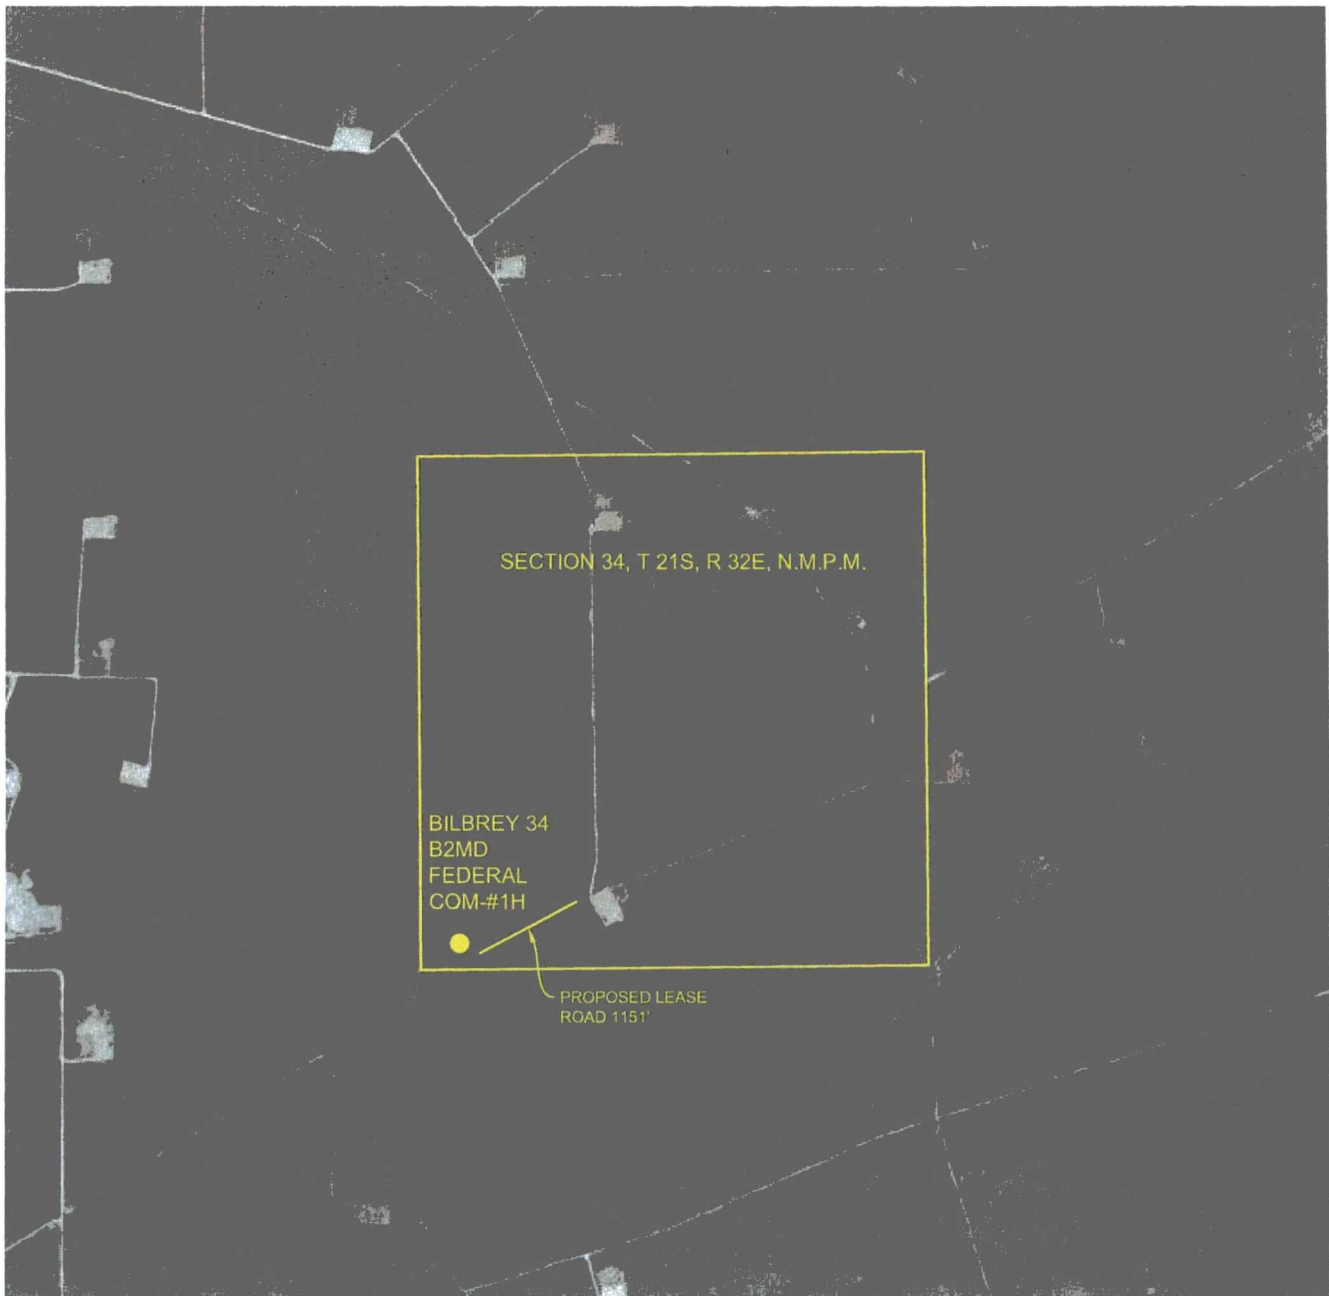 SECTION 34, T 21S, R 32E, N.M.P.M.
BILBREY 34
B2MD
FEDERAL
COM-#1H
PROPOSED LEASE
ROAD 1151'